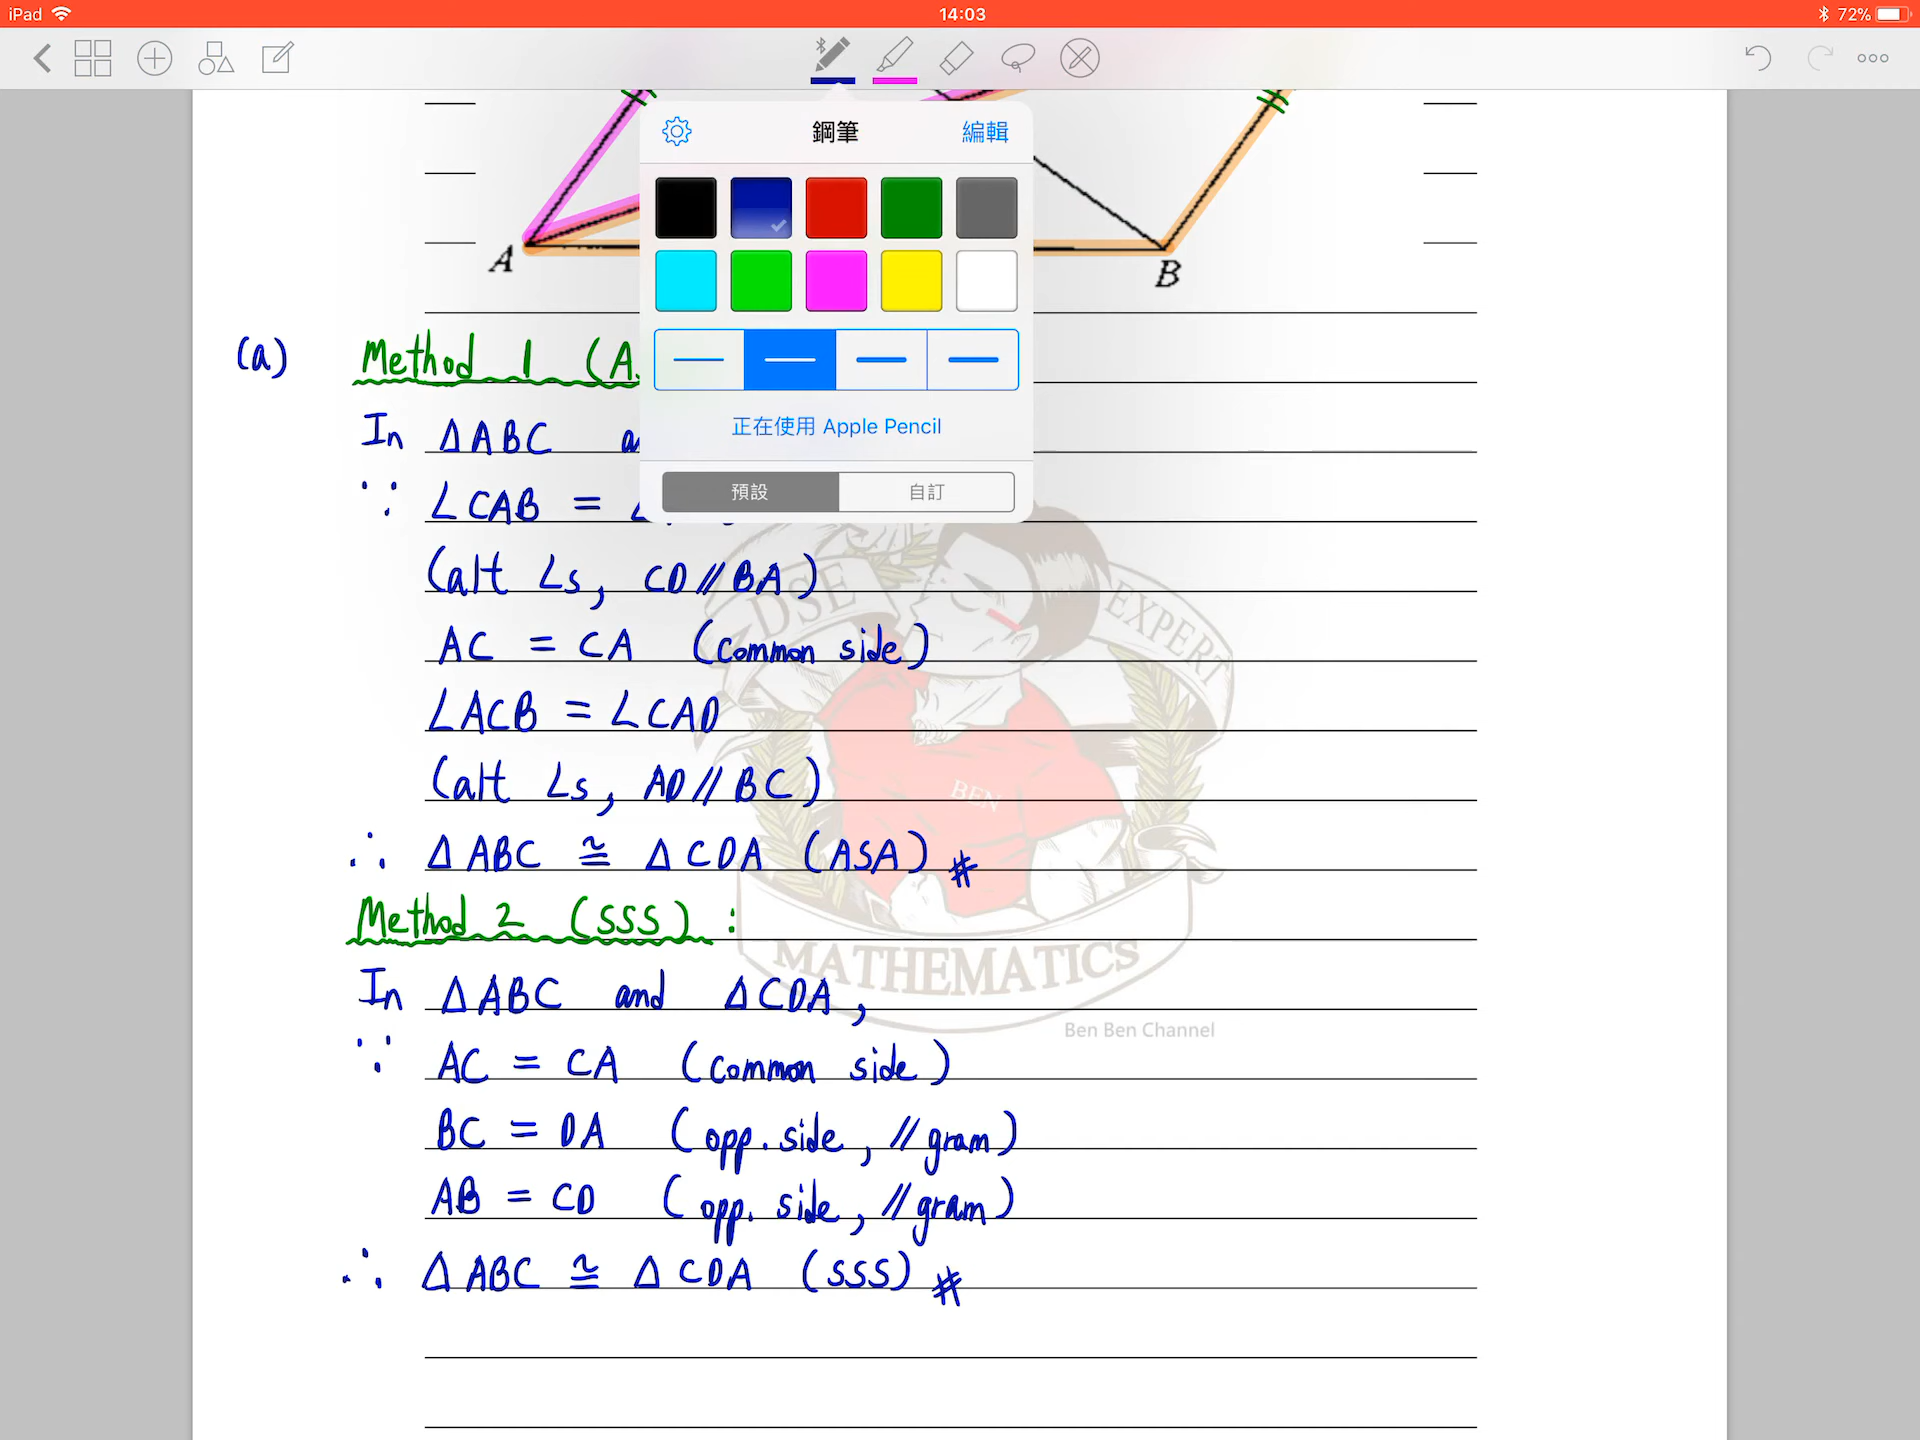 iPad 14:03 72%
鋼筆 編輯
A B
(a) Method 1 (A
In ΔABC
正在使用 Apple Pencil
∵ ∠CAB = ∠
預設 自訂
(alt ∠s, CD//BA)
AC = CA (common side)
∠ACB = ∠CAD
(alt ∠s, AD//BC)
∴ ΔABC ≅ ΔCDA (ASA) #
Method 2 (SSS) :
In ΔABC and ΔCDA,
∵ AC = CA (common side)
BC = DA (opp. side, //gram)
AB = CD (opp. side, //gram)
∴ ΔABC ≅ ΔCDA (SSS) #
DSE EXPERT
BEN
MATHEMATICS
Ben Ben Channel